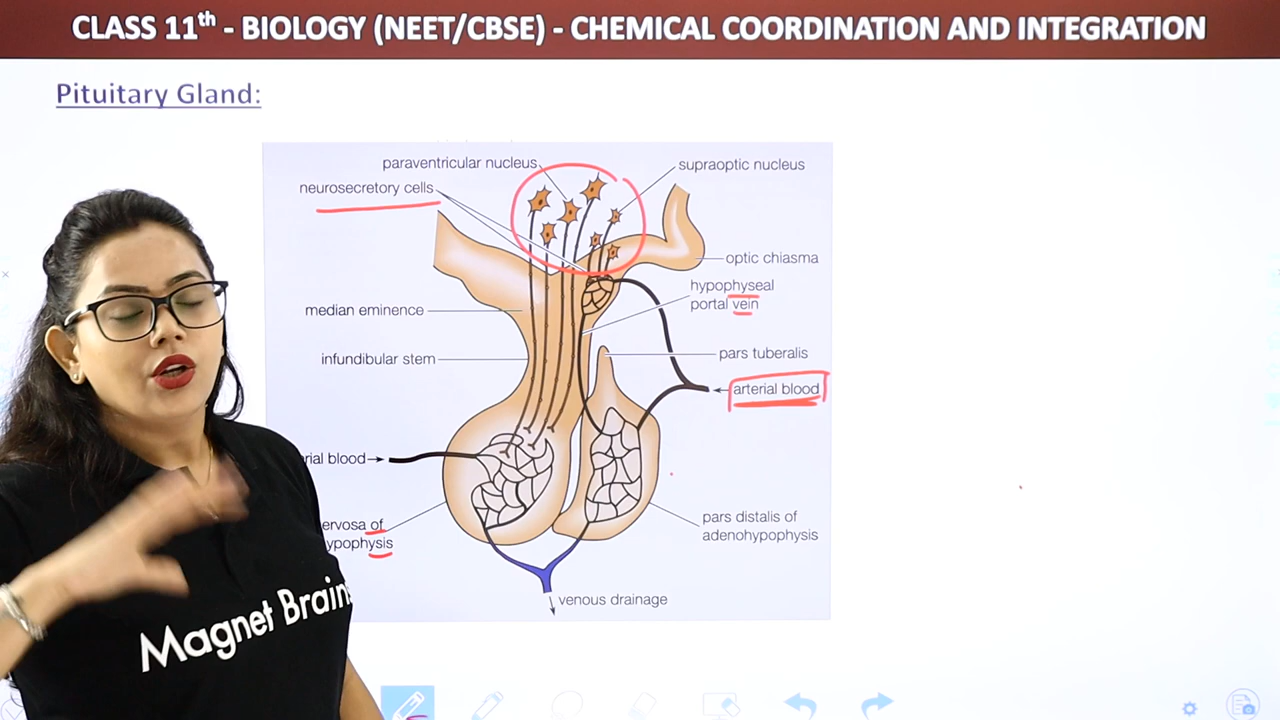 CLASS 11th - BIOLOGY (NEET/CBSE) - CHEMICAL COORDINATION AND INTEGRATION
Pituitary Gland:
paraventricular nucleus
supraoptic nucleus
neurosecretory cells
optic chiasma
hypophyseal
portal vein
median eminence
infundibular stem
pars tuberalis
arterial blood
rial blood
ervosa of
ypophysis
pars distalis of
adenohypophysis
venous drainage
Magnet Brains